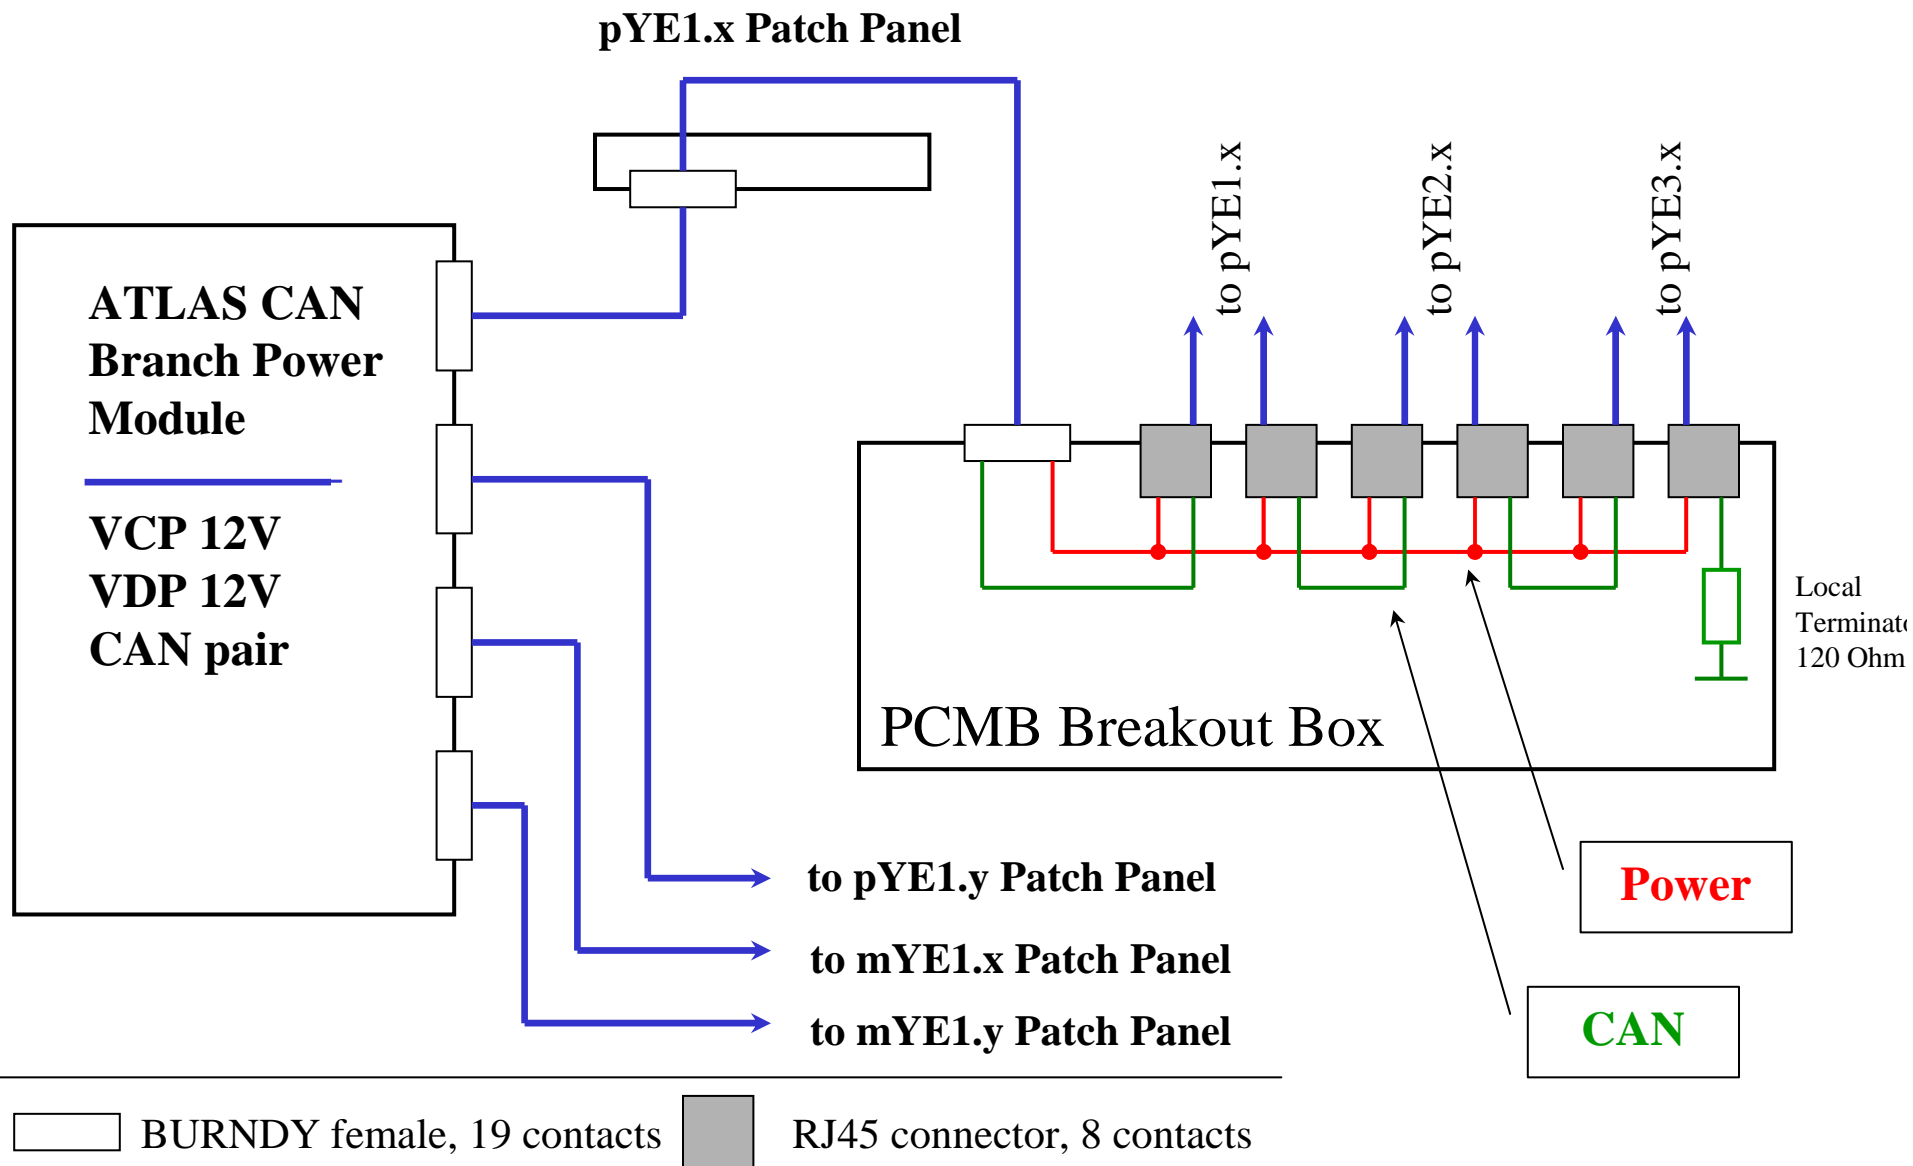 pYE1.x Patch Panel
ATLAS CAN
Branch Power
Module
VCP 12V
VDP 12V
CAN pair
to pYE1.x
to pYE2.x
to pYE3.x
Local
Terminato
120 Ohm
PCMB Breakout Box
to pYE1.y Patch Panel
to mYE1.x Patch Panel
to mYE1.y Patch Panel
Power
CAN
BURNDY female, 19 contacts
RJ45 connector, 8 contacts